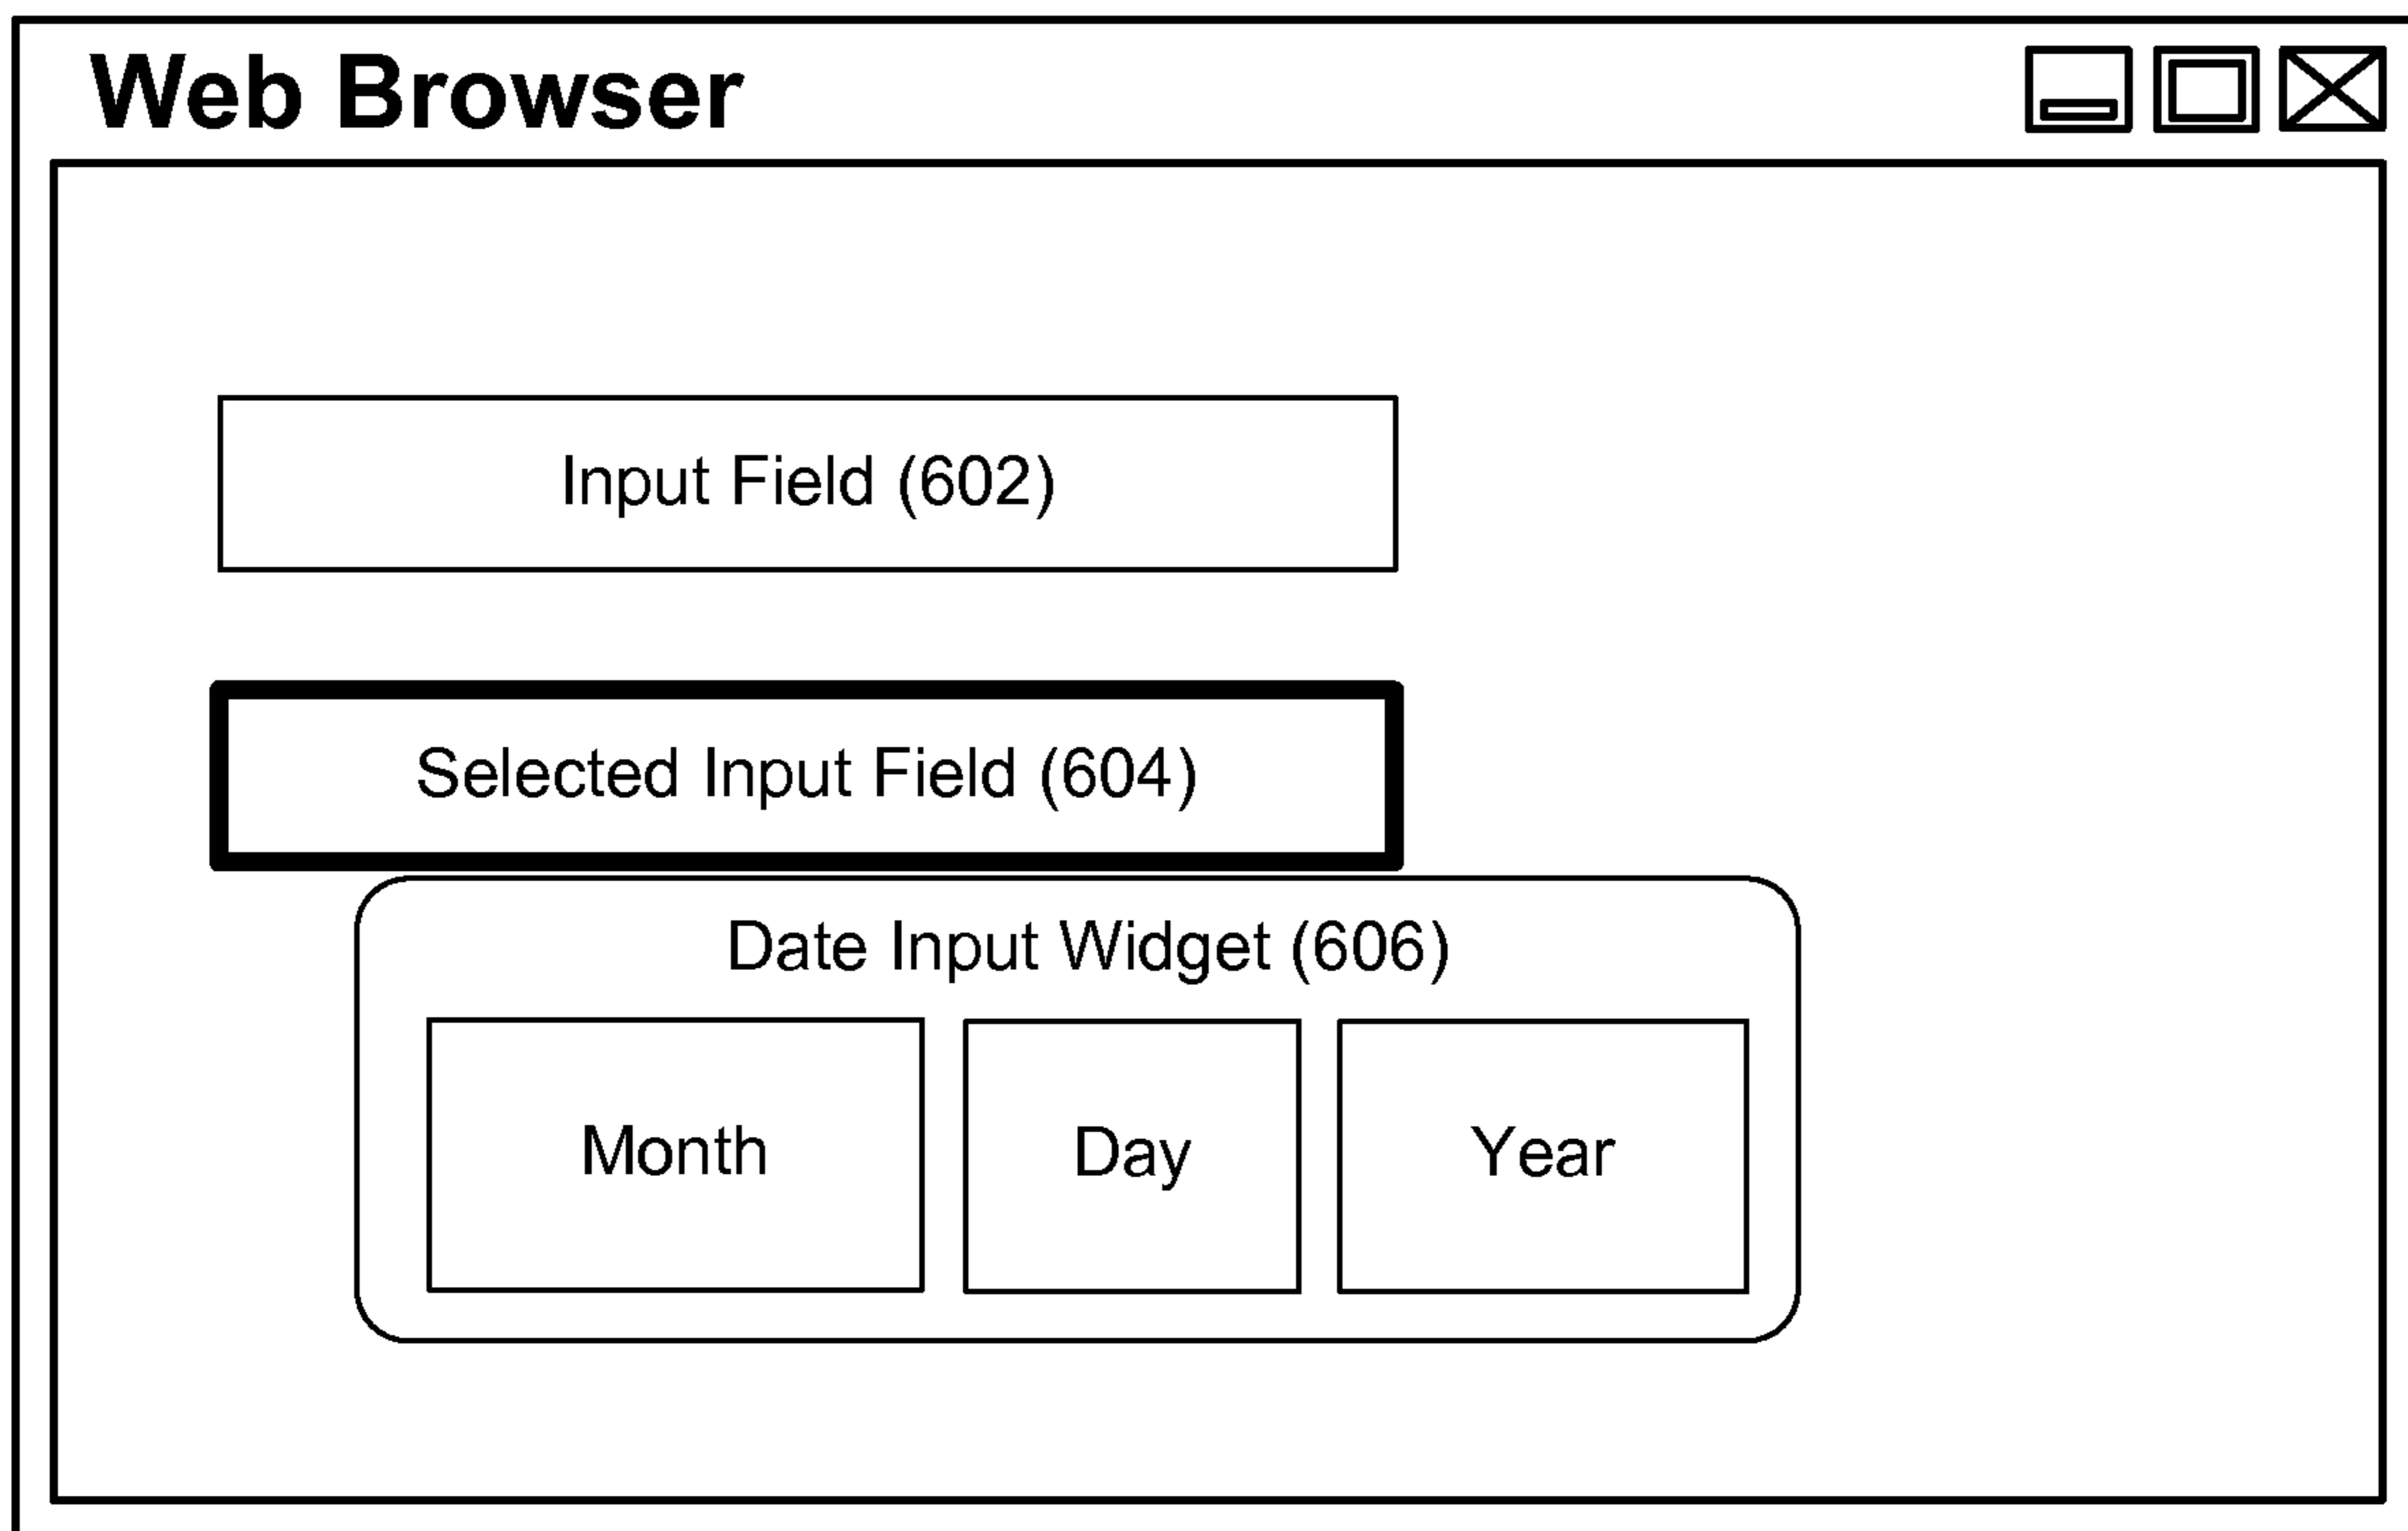 Web Browser
Input Field (602)
Selected Input Field (604)
Date Input Widget (606)
Month Day Year